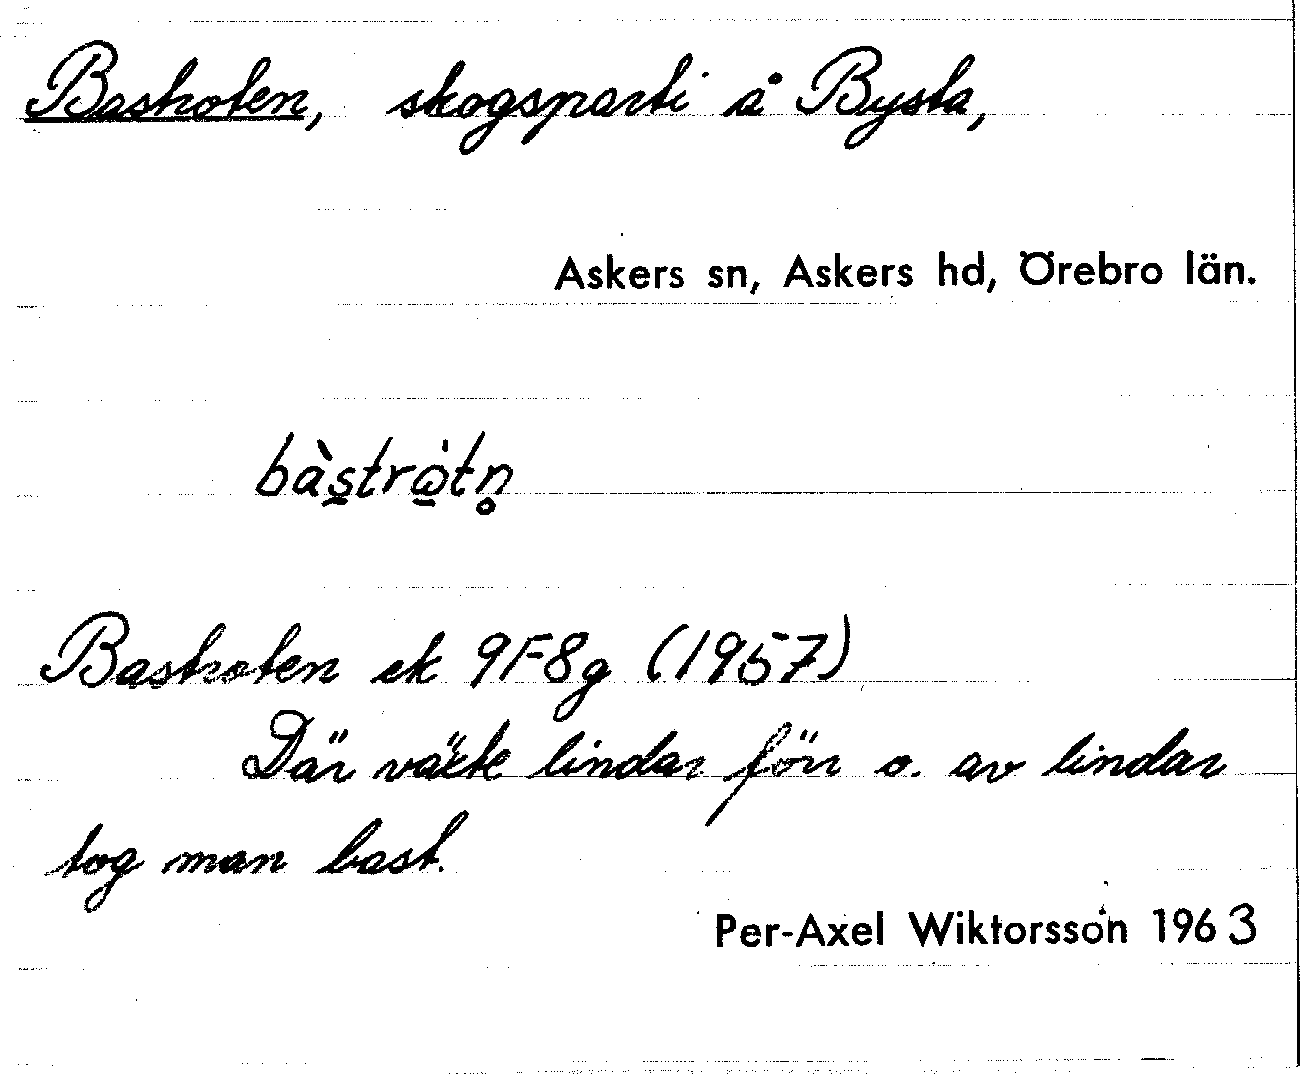 Bastroten, skogsparti å Bysta,
Askers sn, Askers hd, Örebro län.
bàstrὼtn̥
Bastroten ek 9F8g (1957)
Där växte lindar förr o. av lindar
tog man bast.
Per-Axel Wiktorsson 1963